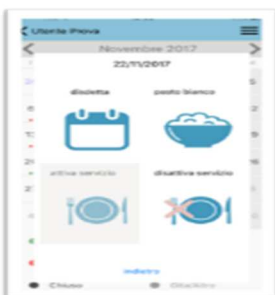 Utente Prova
Novembre 2017
22/11/2017
disdetta pasto bianco
attiva servizio disattiva servizio
indietro
Chiuso